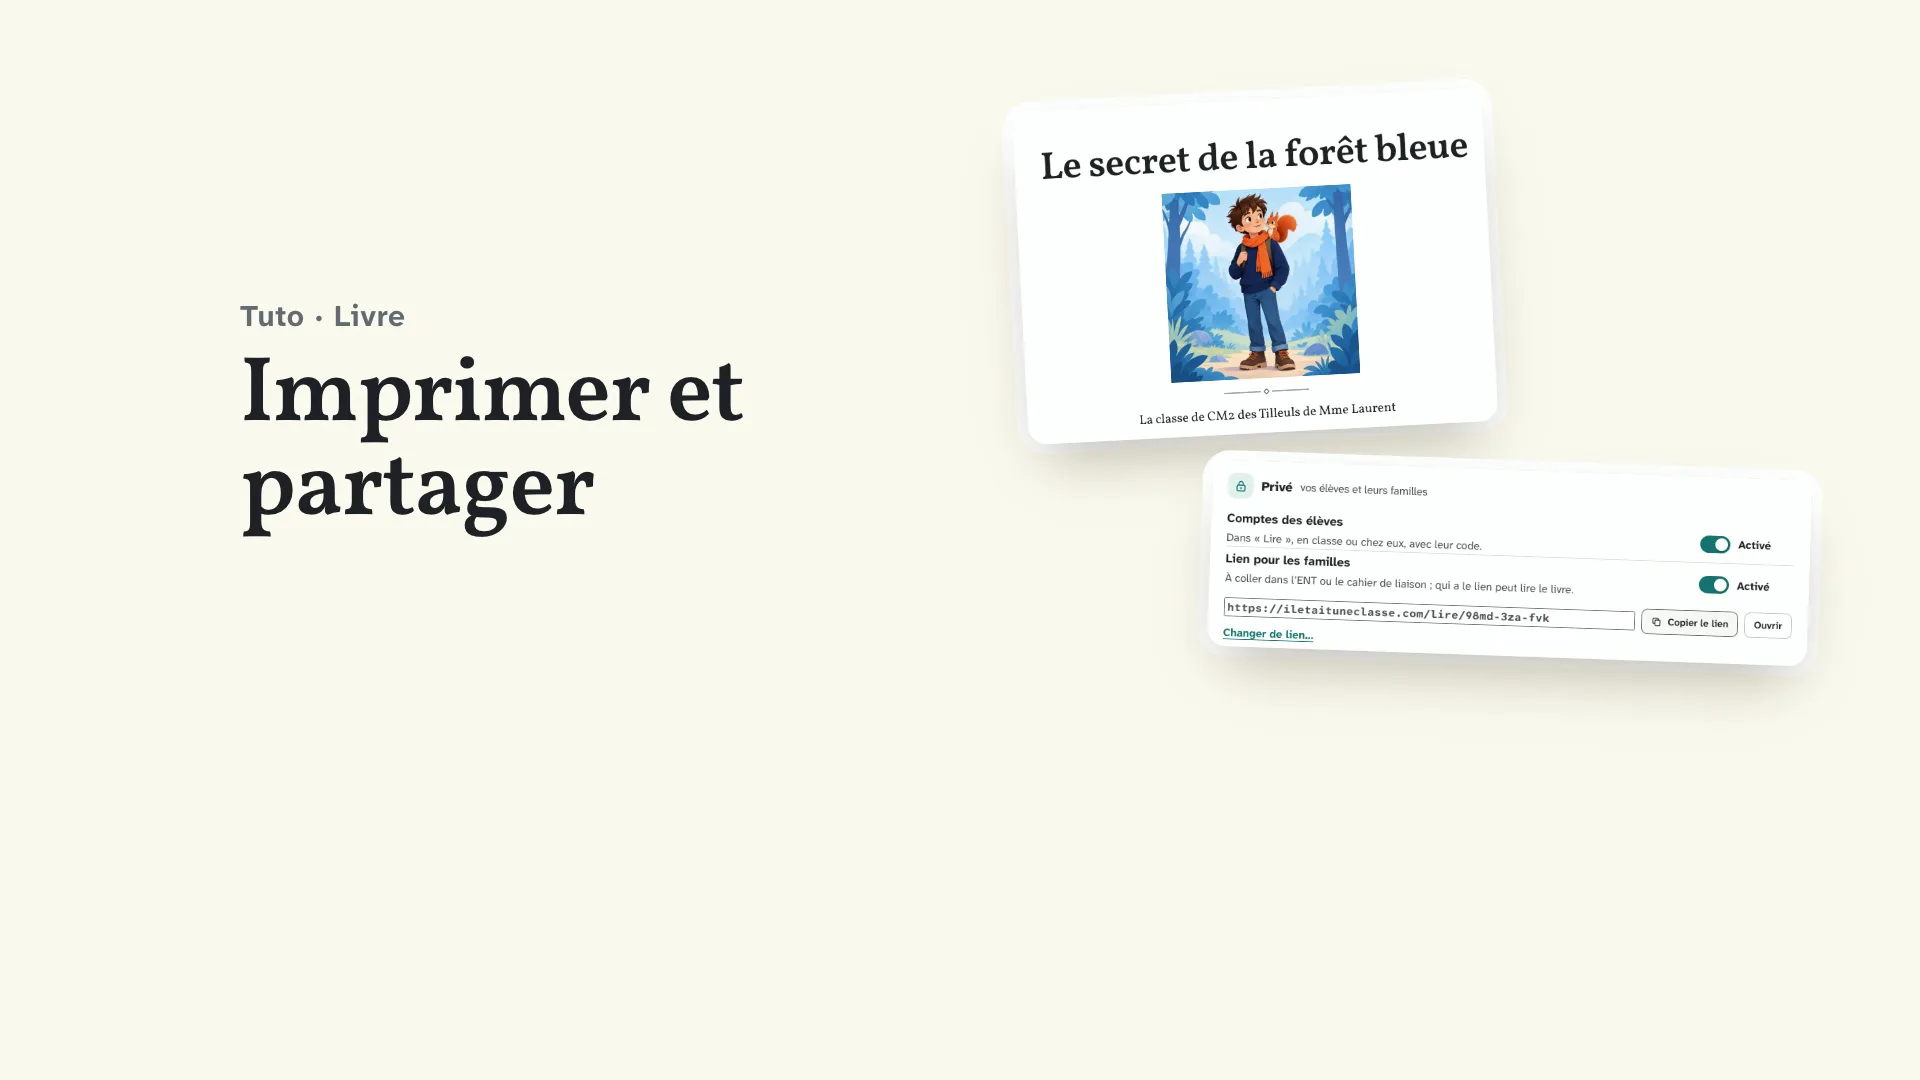 Tuto · Livre
Imprimer et
partager
Le secret de la forêt bleue
La classe de CM2 des Tilleuls de Mme Laurent
Privé vos élèves et leurs familles
Comptes des élèves
Dans « Lire », en classe ou chez eux, avec leur code.
Activé
Lien pour les familles
À coller dans l'ENT ou le cahier de liaison ; qui a le lien peut lire le livre.
Activé
https://iletaituneclasse.com/lire/98md-3za-fvk
Copier le lien
Ouvrir
Changer de lien...